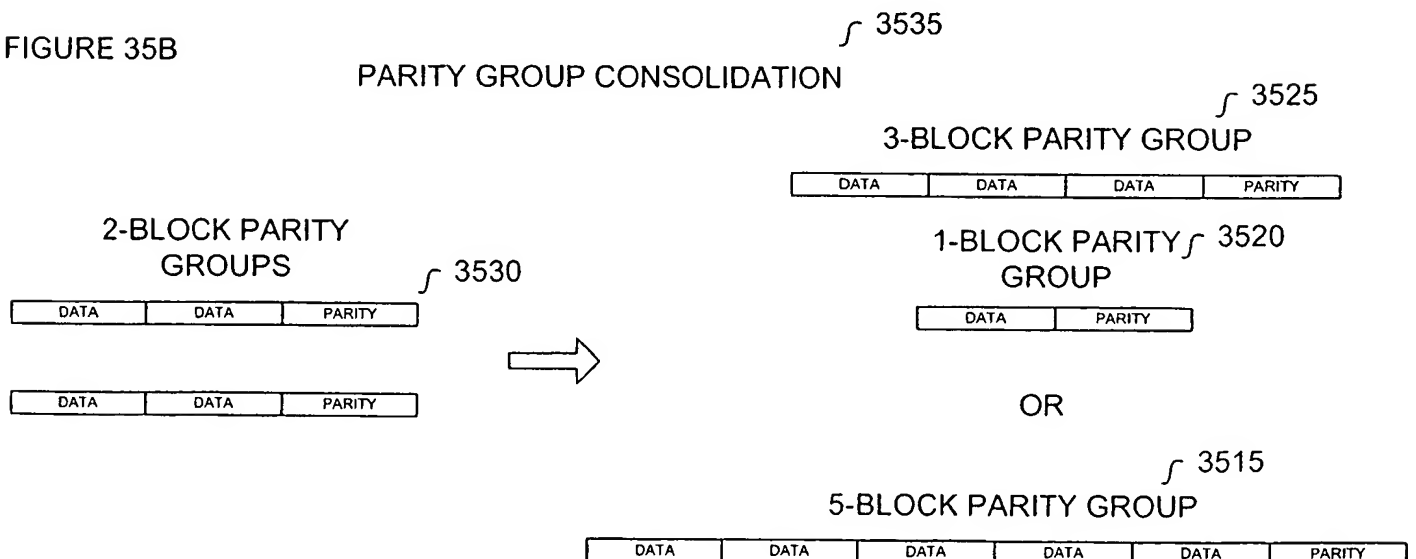 FIGURE 35B
3535
PARITY GROUP CONSOLIDATION
3525
3-BLOCK PARITY GROUP
DATA DATA DATA PARITY
2-BLOCK PARITY
GROUPS
3530
DATA DATA PARITY
DATA DATA PARITY
1-BLOCK PARITY 3520
GROUP
DATA PARITY
OR
3515
5-BLOCK PARITY GROUP
DATA DATA DATA DATA DATA PARITY